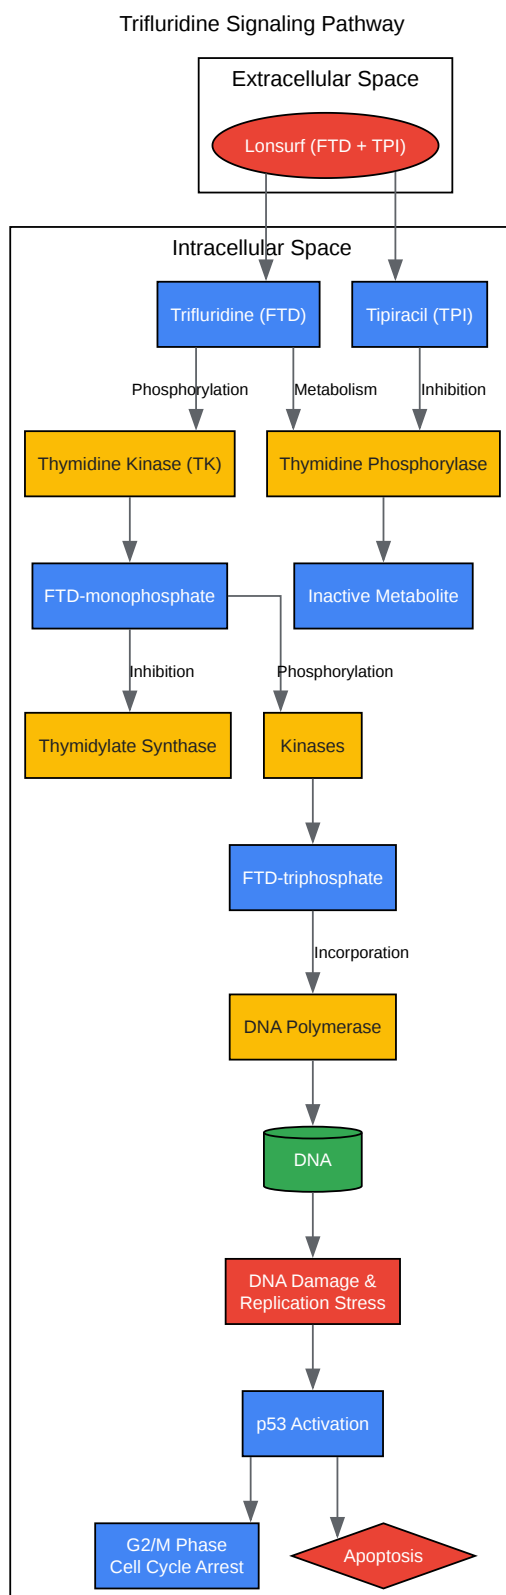 Trifluridine Signaling Pathway
Extracellular Space
Lonsurf (FTD + TPI)
Intracellular Space
Trifluridine (FTD)
Tipiracil (TPI)
Phosphorylation
Metabolism
Inhibition
Thymidine Kinase (TK)
Thymidine Phosphorylase
FTD-monophosphate
Inactive Metabolite
Inhibition
Phosphorylation
Thymidylate Synthase
Kinases
FTD-triphosphate
Incorporation
DNA Polymerase
DNA
DNA Damage &
Replication Stress
p53 Activation
G2/M Phase
Cell Cycle Arrest
Apoptosis